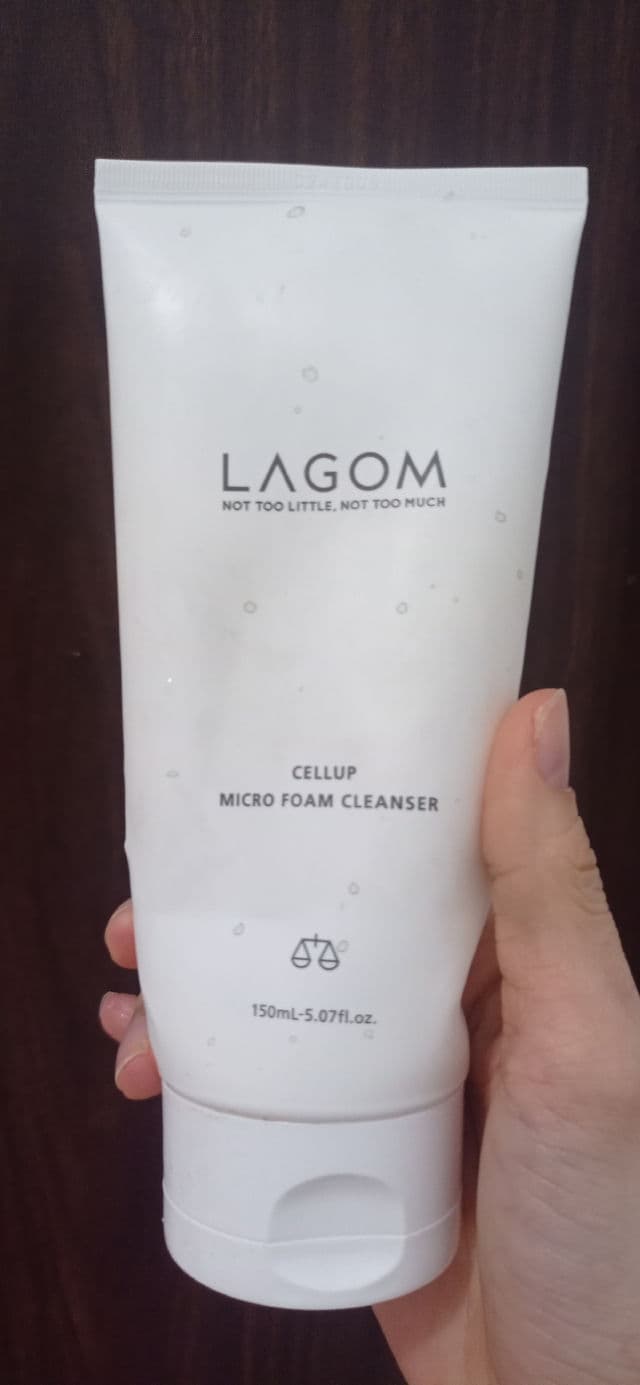 LAGOM
NOT TOO LITTLE, NOT TOO MUCH
CELLUP
MICRO FOAM CLEANSER
150mL-5.07fl.oz.